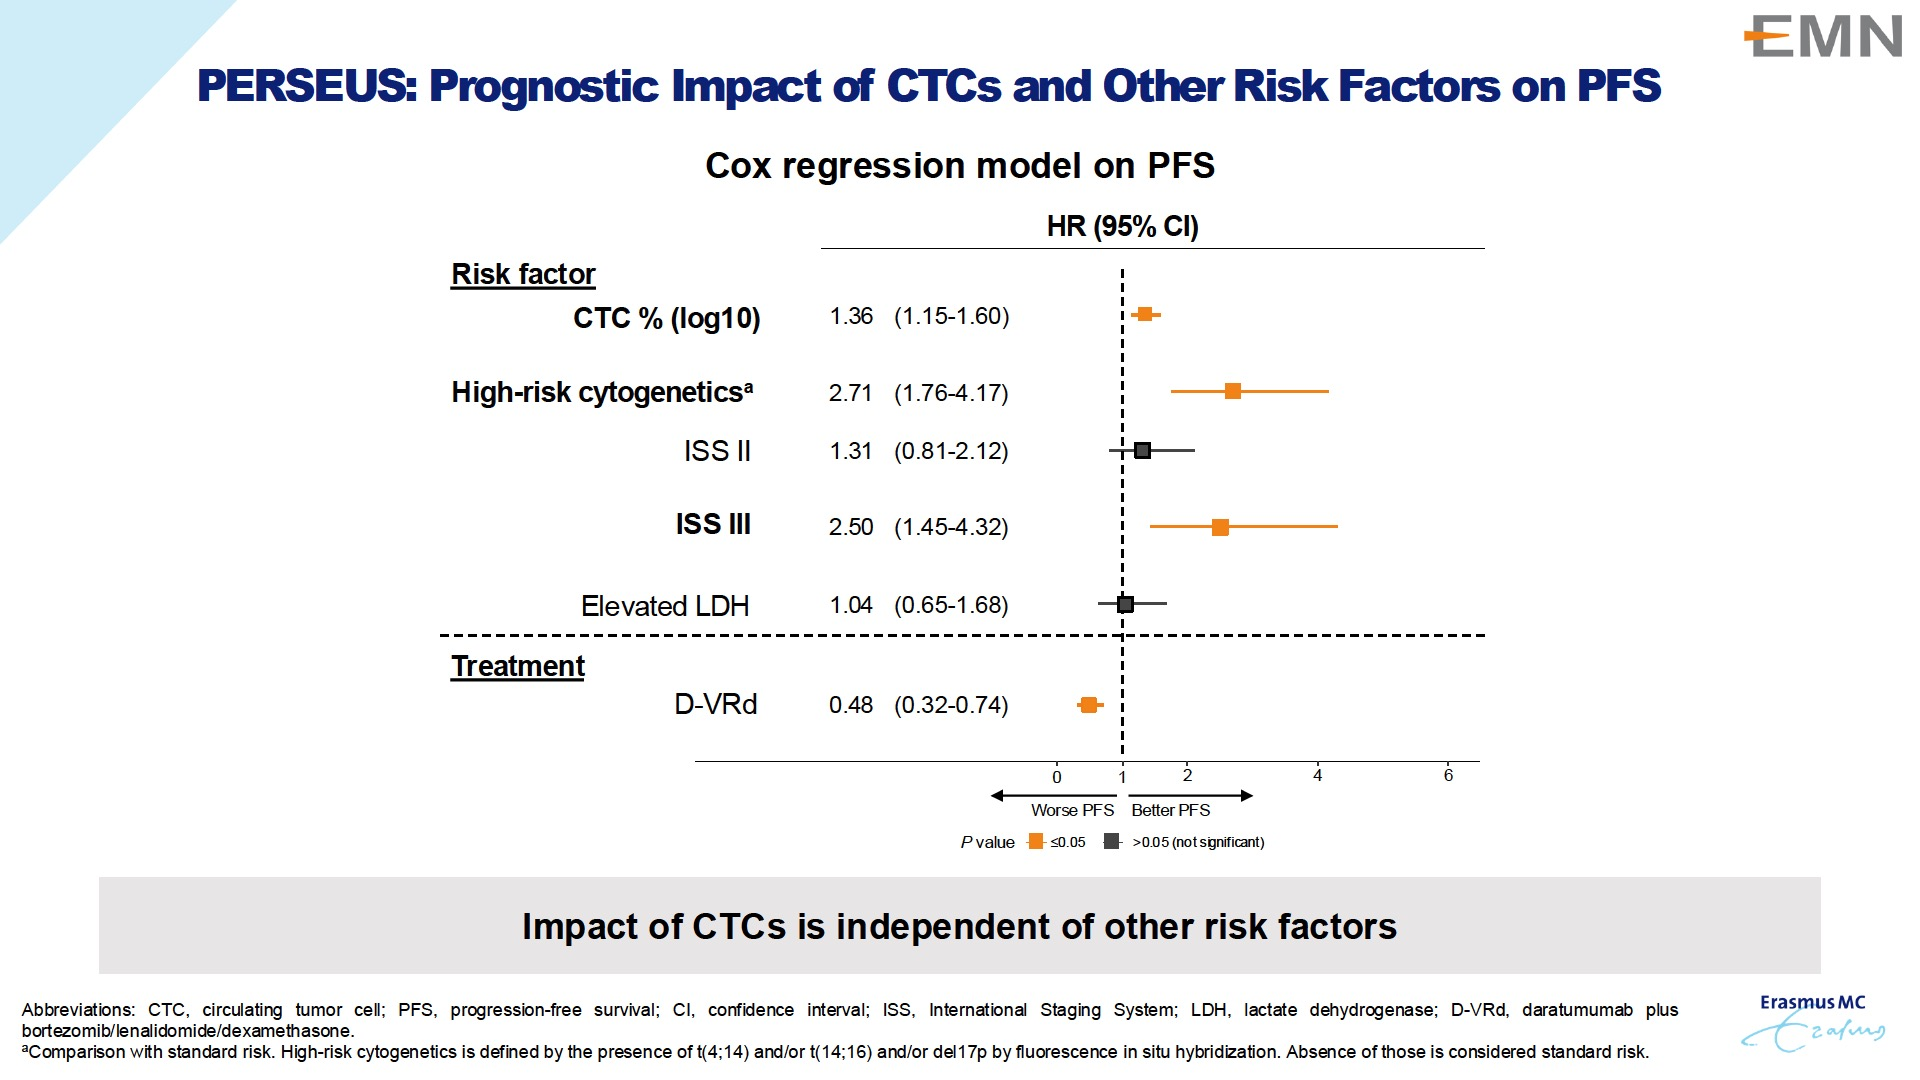 EMN
PERSEUS: Prognostic Impact of CTCs and Other Risk Factors on PFS
Cox regression model on PFS
HR (95% CI)
Risk factor
CTC % (log10) 1.36 (1.15-1.60)
High-risk cytogeneticsª 2.71 (1.76-4.17)
ISS II 1.31 (0.81-2.12)
ISS III 2.50 (1.45-4.32)
Elevated LDH 1.04 (0.65-1.68)
Treatment
D-VRd 0.48 (0.32-0.74)
0 1 2 4 6
Worse PFS Better PFS
P value ≤0.05 >0.05 (not significant)
Impact of CTCs is independent of other risk factors
Abbreviations: CTC, circulating tumor cell; PFS, progression-free survival; CI, confidence interval; ISS, International Staging System; LDH, lactate dehydrogenase; D-VRd, daratumumab plus
bortezomib/lenalidomide/dexamethasone.
ªComparison with standard risk. High-risk cytogenetics is defined by the presence of t(4;14) and/or t(14;16) and/or del17p by fluorescence in situ hybridization. Absence of those is considered standard risk.
Erasmus MC
Erasmus